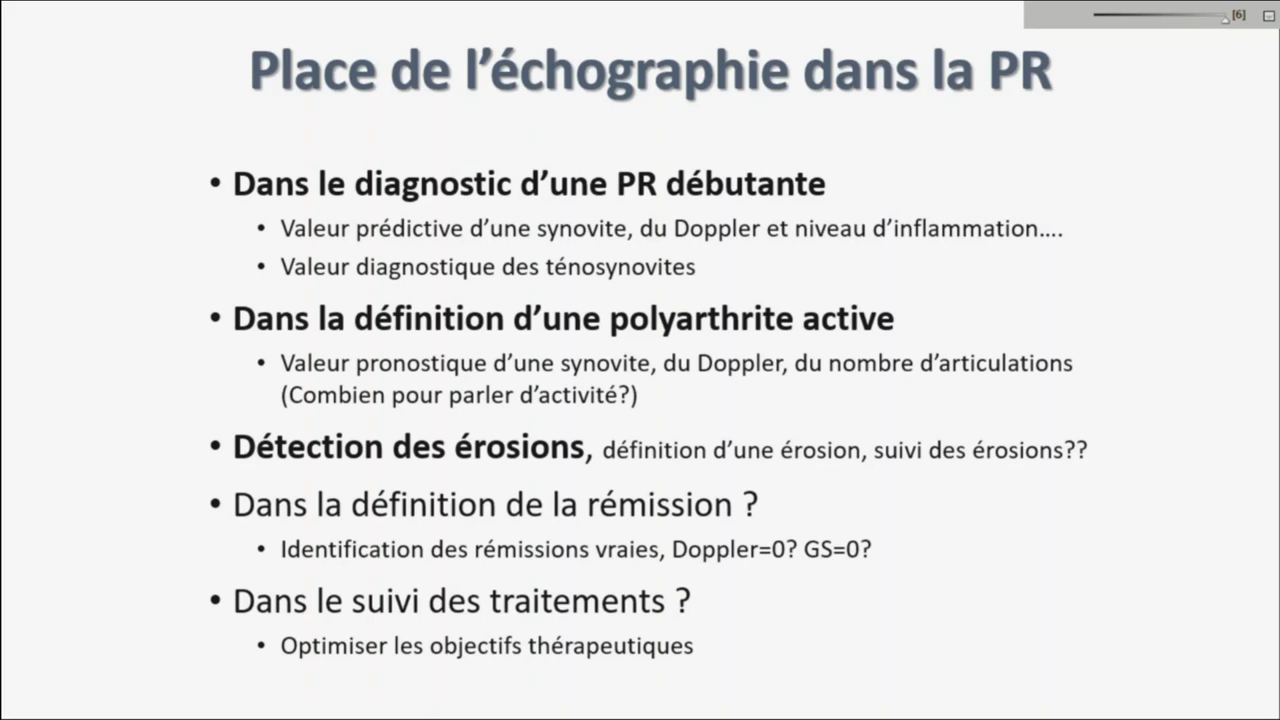 [6]
Place de l’échographie dans la PR
• Dans le diagnostic d’une PR débutante
• Valeur prédictive d’une synovite, du Doppler et niveau d’inflammation....
• Valeur diagnostique des ténosynovites
• Dans la définition d’une polyarthrite active
• Valeur pronostique d’une synovite, du Doppler, du nombre d’articulations
(Combien pour parler d’activité?)
• Détection des érosions, définition d’une érosion, suivi des érosions??
• Dans la définition de la rémission ?
• Identification des rémissions vraies, Doppler=0? GS=0?
• Dans le suivi des traitements ?
• Optimiser les objectifs thérapeutiques